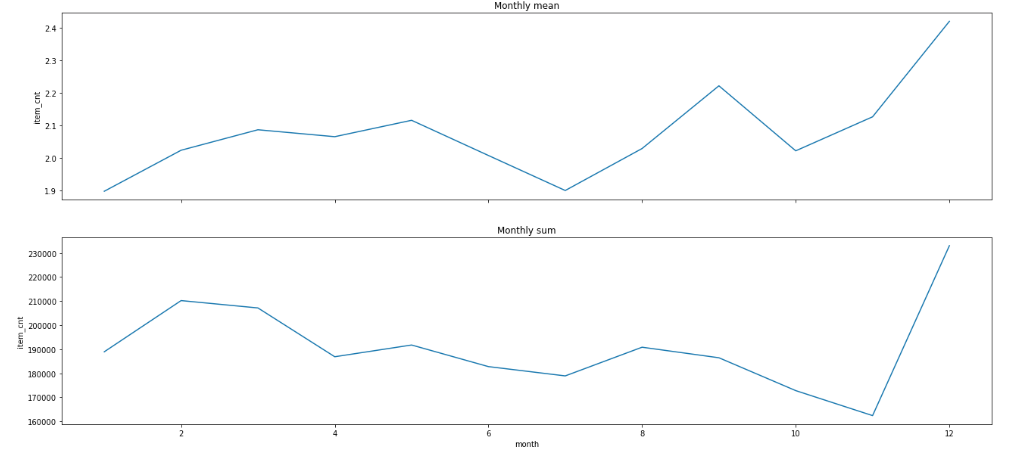 Monthly mean
item_cnt
2.4
2.3
2.2
2.1
2.0
1.9
Monthly sum
item_cnt
230000
220000
210000
200000
190000
180000
170000
160000
2 4 6 8 10 12
month